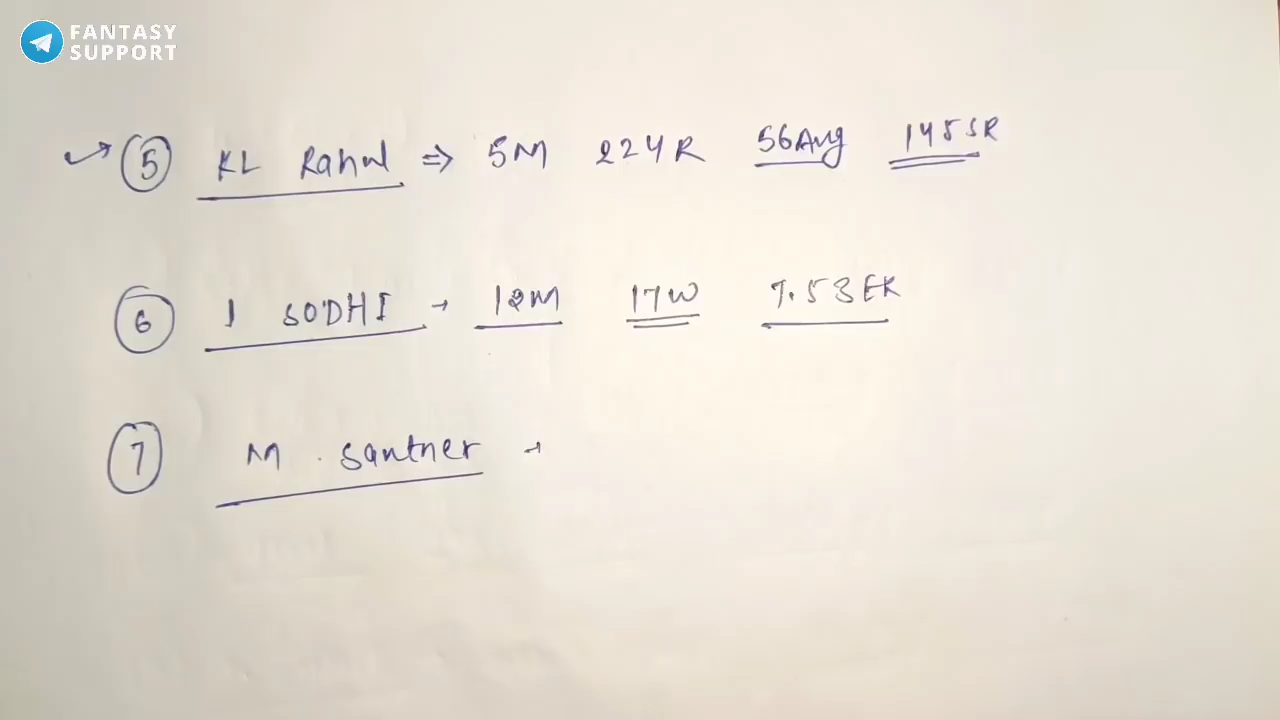 FANTASY
SUPPORT
5 KL Rahul ⇒ 5M 224R 56Avg 145SR
6 I SODHI → 12M 17W 7.53ER
7 M. Santner →